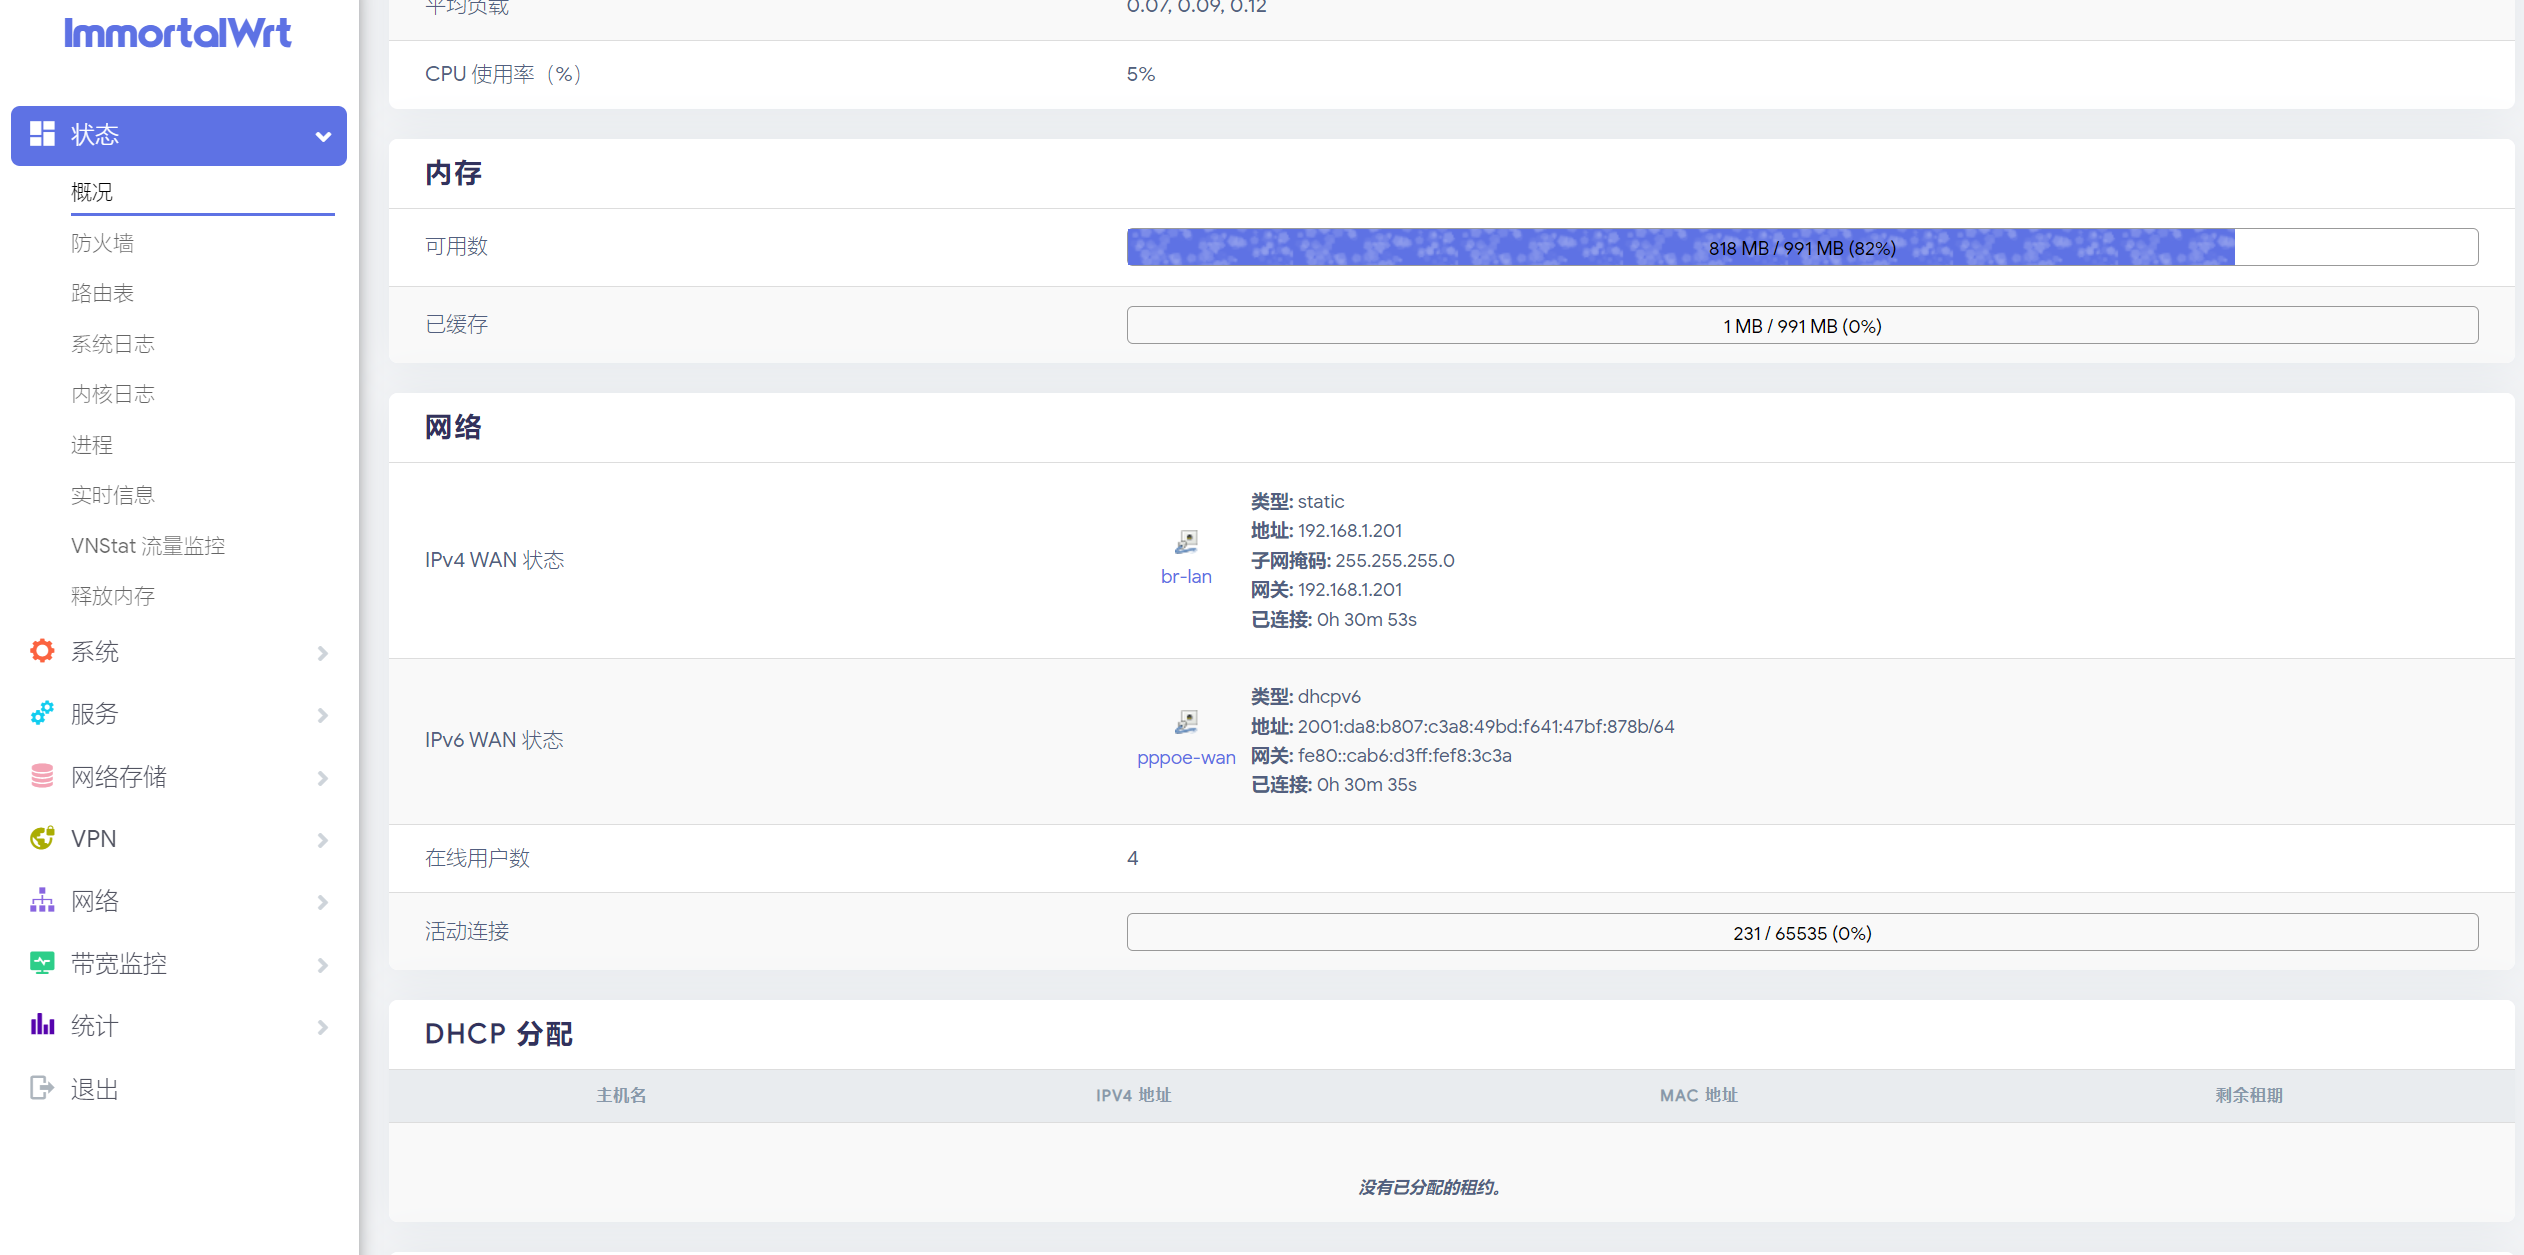 ImmortalWrt
状态
概况
防火墙
路由表
系统日志
内核日志
进程
实时信息
VNStat 流量监控
释放内存
系统
服务
网络存储
VPN
网络
带宽监控
统计
退出
平均负载 0.07, 0.09, 0.12
CPU 使用率（%） 5%
内存
可用数 818 MB / 991 MB (82%)
已缓存 1 MB / 991 MB (0%)
网络
IPv4 WAN 状态
br-lan
类型: static
地址: 192.168.1.201
子网掩码: 255.255.255.0
网关: 192.168.1.201
已连接: 0h 30m 53s
IPv6 WAN 状态
pppoe-wan
类型: dhcpv6
地址: 2001:da8:b807:c3a8:49bd:f641:47bf:878b/64
网关: fe80::cab6:d3ff:fef8:3c3a
已连接: 0h 30m 35s
在线用户数 4
活动连接 231 / 65535 (0%)
DHCP 分配
主机名 IPV4 地址 MAC 地址 剩余租期
没有已分配的租约。